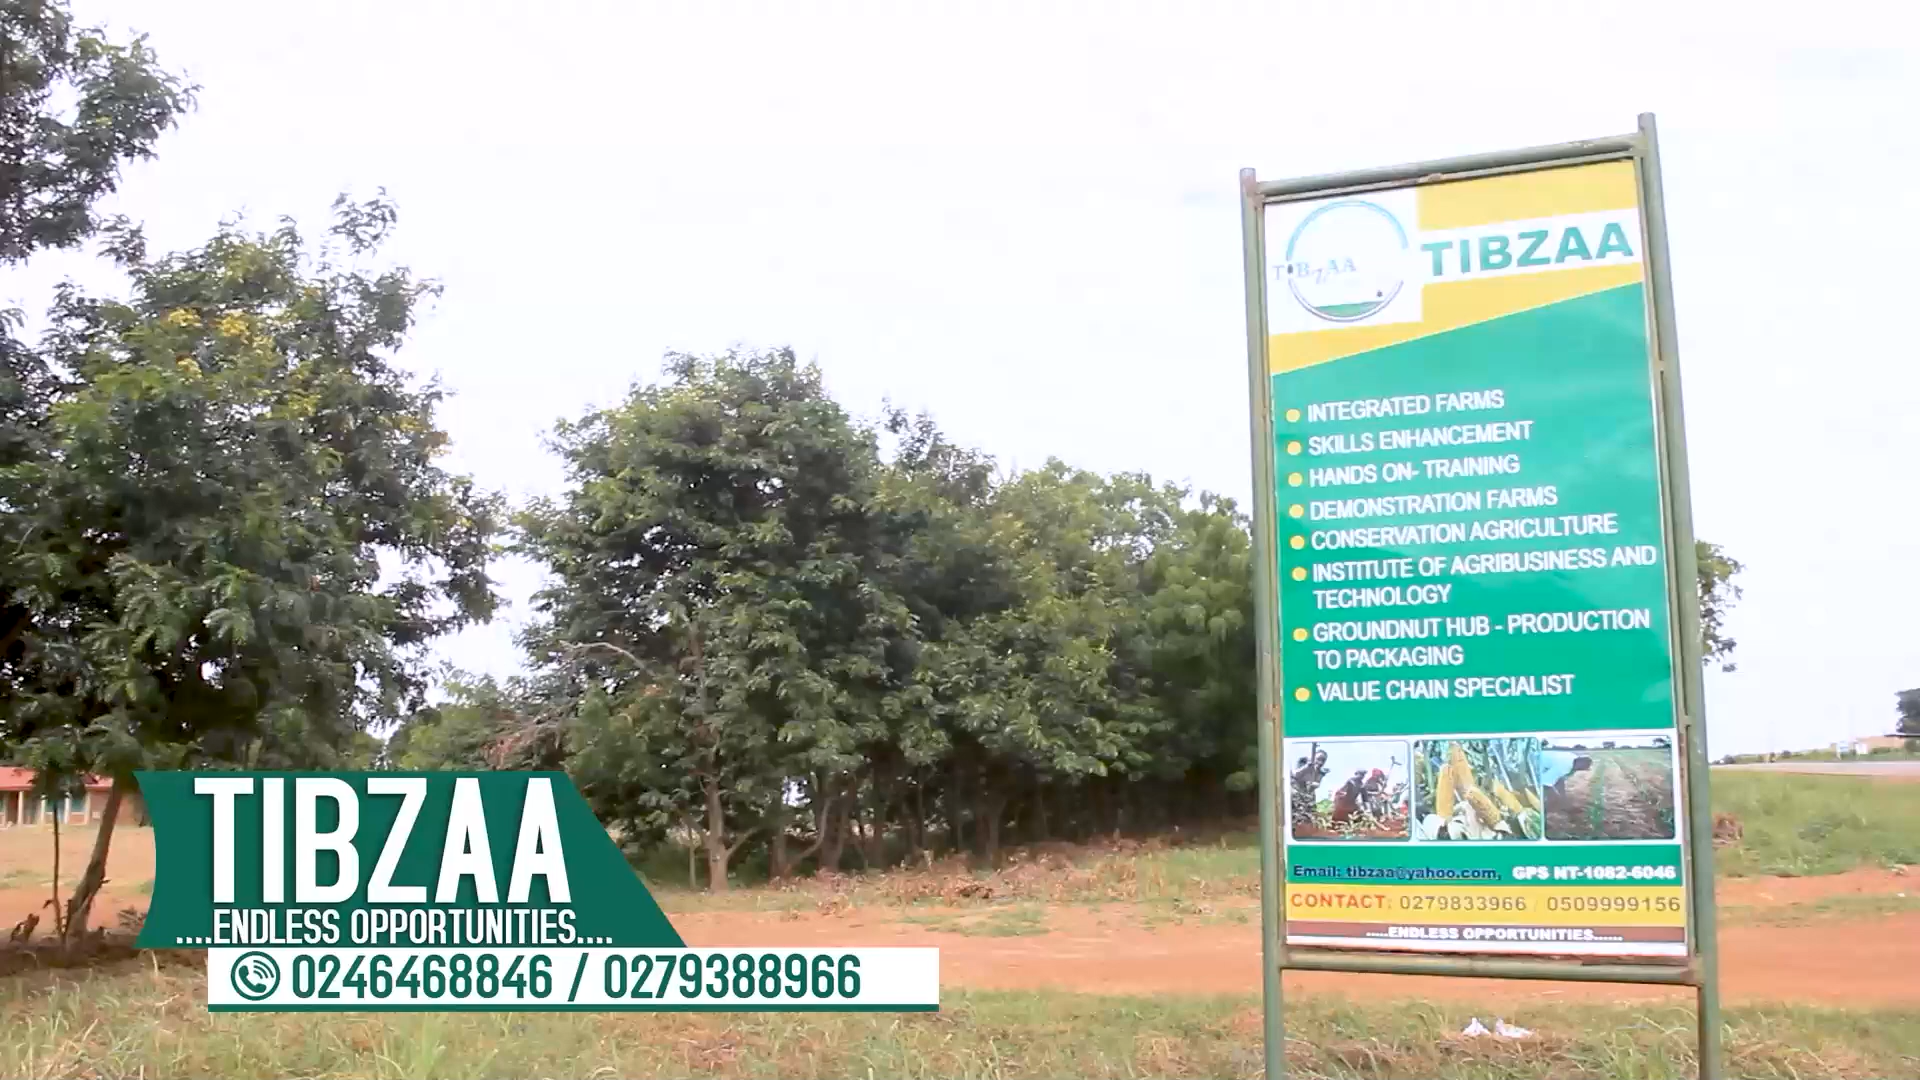 TIBZAA
TIBZAA
INTEGRATED FARMS
SKILLS ENHANCEMENT
HANDS ON- TRAINING
DEMONSTRATION FARMS
CONSERVATION AGRICULTURE
INSTITUTE OF AGRIBUSINESS AND
TECHNOLOGY
GROUNDNUT HUB - PRODUCTION
TO PACKAGING
VALUE CHAIN SPECIALIST
Email: tibzaa@yahoo.com, GPS NT-1082-6046
CONTACT: 0279833966 / 0509999156
.....ENDLESS OPPORTUNITIES......
TIBZAA
....ENDLESS OPPORTUNITIES....
0246468846 / 0279388966